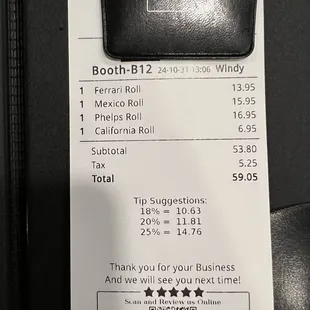 Booth-B12 24-10-31 13:06 Windy
1 Ferrari Roll 13.95
1 Mexico Roll 15.95
1 Phelps Roll 16.95
1 California Roll 6.95
Subtotal 53.80
Tax 5.25
Total 59.05
Tip Suggestions:
18% = 10.63
20% = 11.81
25% = 14.76
Thank you for your Business
And we will see you next time!
Scan and Review us Online